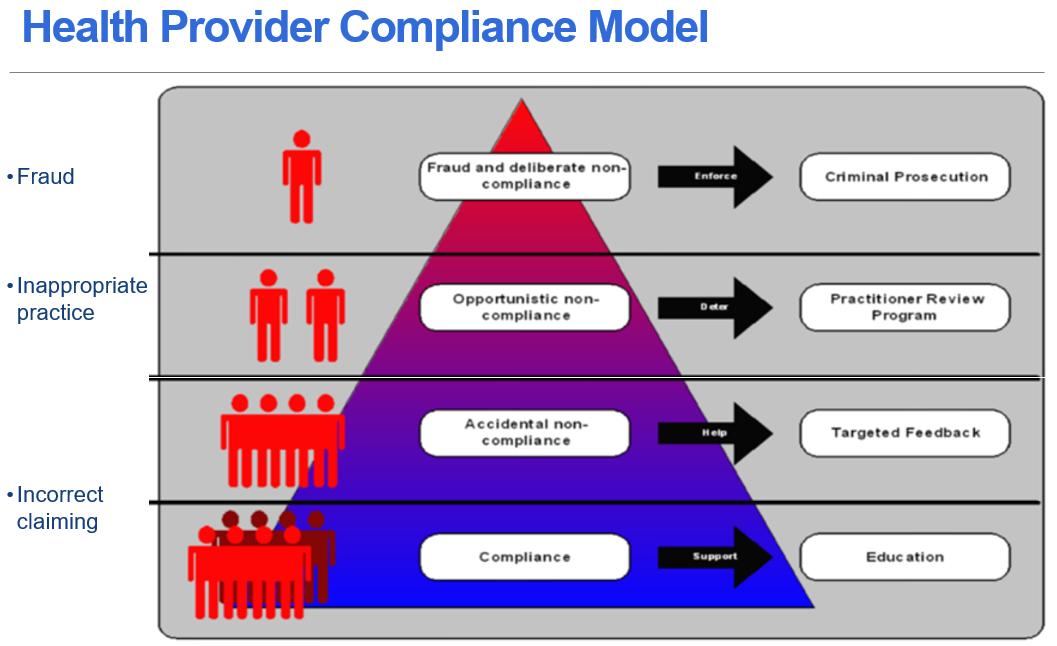 Health Provider Compliance Model
•Fraud
Fraud and deliberate non-
compliance
Enforce
Criminal Prosecution
•Inappropriate
practice
Opportunistic non-
compliance
Deter
Practitioner Review
Program
Accidental non-
compliance
Help
Targeted Feedback
•Incorrect
claiming
Compliance
Support
Education